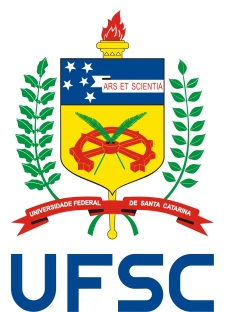 ARS ET SCIENTIA
UNIVERSIDADE FEDERAL DE SANTA CATARINA
UFSC